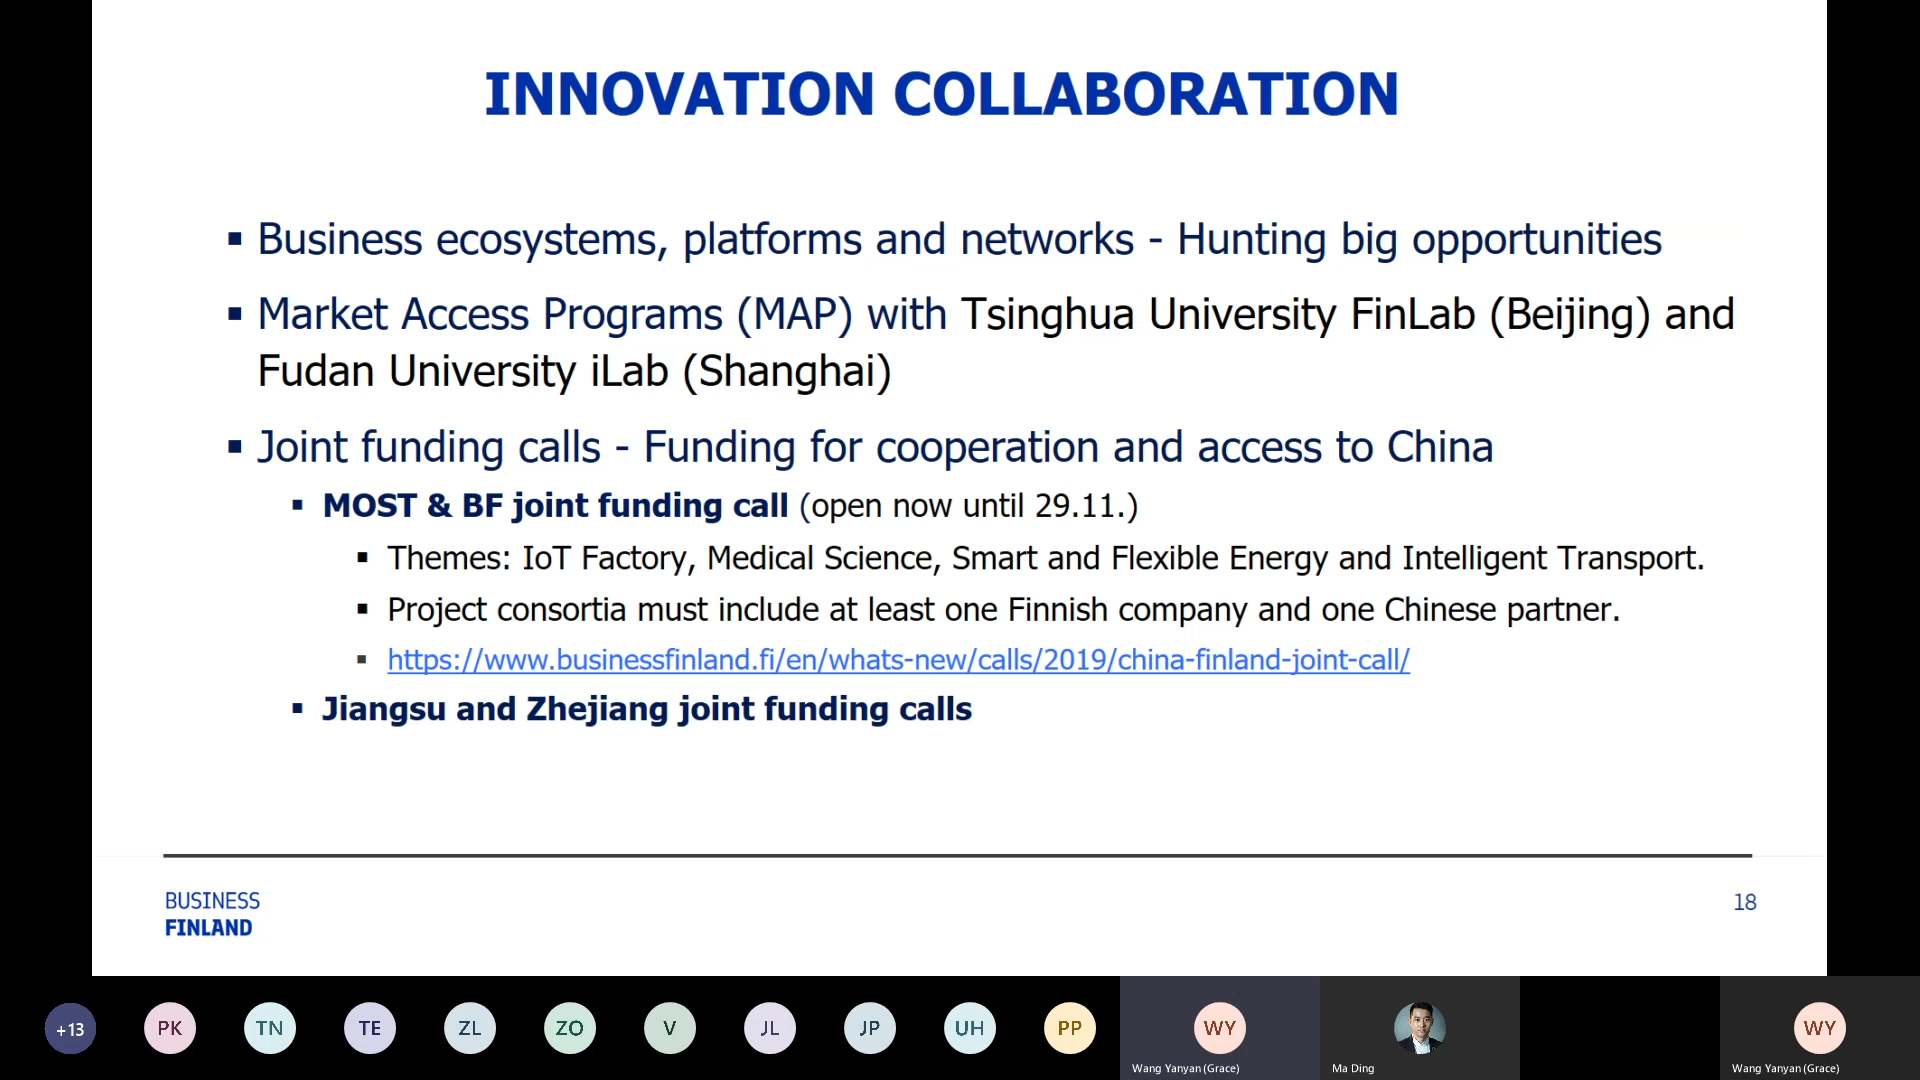 INNOVATION COLLABORATION
▪ Business ecosystems, platforms and networks - Hunting big opportunities
▪ Market Access Programs (MAP) with Tsinghua University FinLab (Beijing) and
Fudan University iLab (Shanghai)
▪ Joint funding calls - Funding for cooperation and access to China
▪ MOST & BF joint funding call (open now until 29.11.)
▪ Themes: IoT Factory, Medical Science, Smart and Flexible Energy and Intelligent Transport.
▪ Project consortia must include at least one Finnish company and one Chinese partner.
▪ https://www.businessfinland.fi/en/whats-new/calls/2019/china-finland-joint-call/
▪ Jiangsu and Zhejiang joint funding calls
BUSINESS
FINLAND
18
+13 PK TN TE ZL ZO V JL JP UH PP WY WY
Wang Yanyan (Grace) Ma Ding Wang Yanyan (Grace)